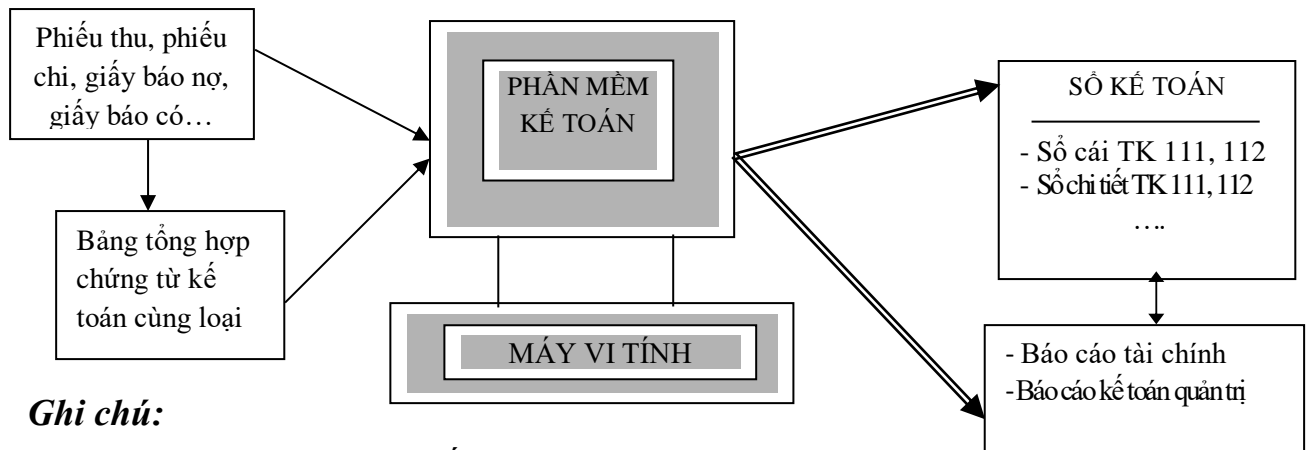 Phiếu thu, phiếu
chi, giấy báo nợ,
giấy báo có…
Bảng tổng hợp
chứng từ kế
toán cùng loại
PHẦN MỀM
KẾ TOÁN
MÁY VI TÍNH
SỔ KẾ TOÁN
- Sổ cái TK 111, 112
- Sổ chi tiết TK 111, 112
….
- Báo cáo tài chính
- Báo cáo kế toán quản trị
Ghi chú: